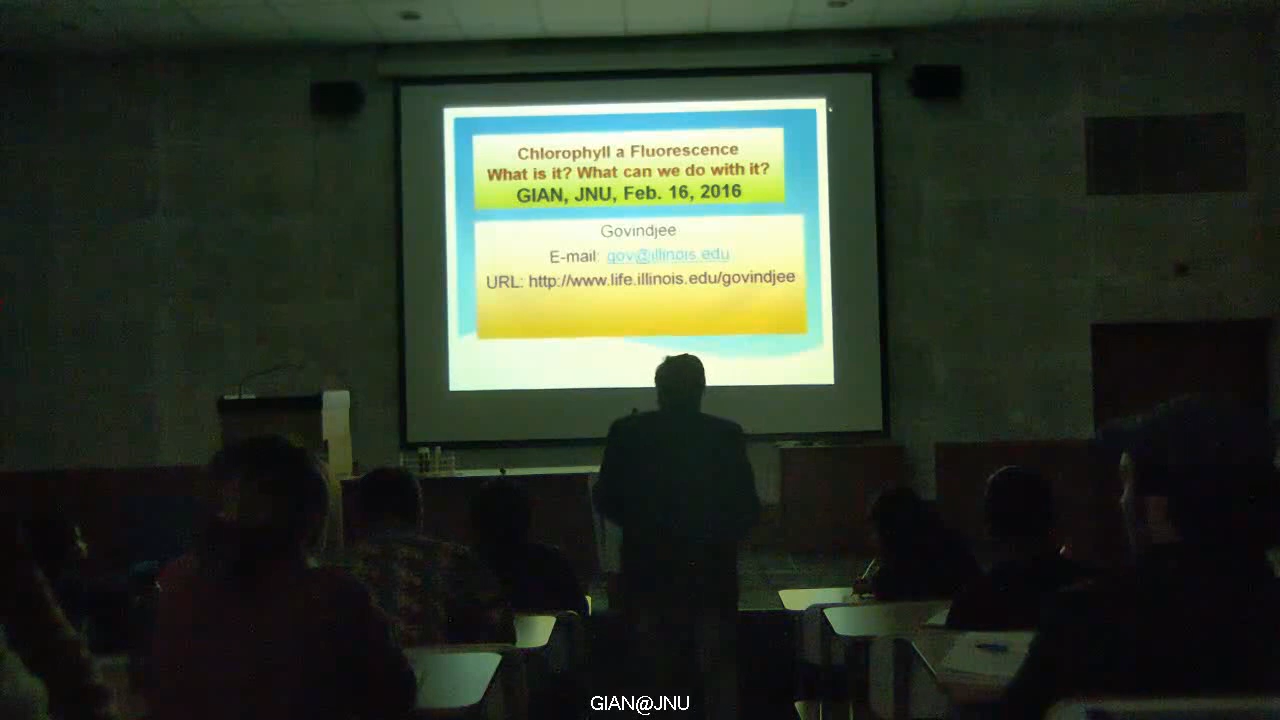 Chlorophyll a Fluorescence
What is it? What can we do with it?
GIAN, JNU, Feb. 16, 2016
Govindjee
E-mail: gov@illinois.edu
URL: http://www.life.illinois.edu/govindjee
GIAN@JNU